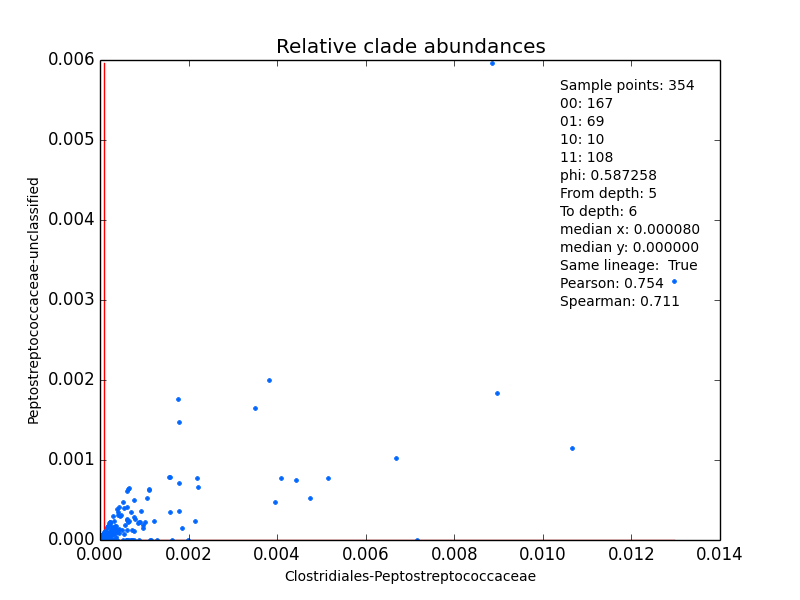 Relative clade abundances
0.006
0.005
0.004
0.003
0.002
0.001
0.000
Peptostreptococcaceae-unclassified
Sample points: 354
00: 167
01: 69
10: 10
11: 108
phi: 0.587258
From depth: 5
To depth: 6
median x: 0.000080
median y: 0.000000
Same lineage:  True
Pearson: 0.754
Spearman: 0.711
0.000 0.002 0.004 0.006 0.008 0.010 0.012 0.014
Clostridiales-Peptostreptococcaceae